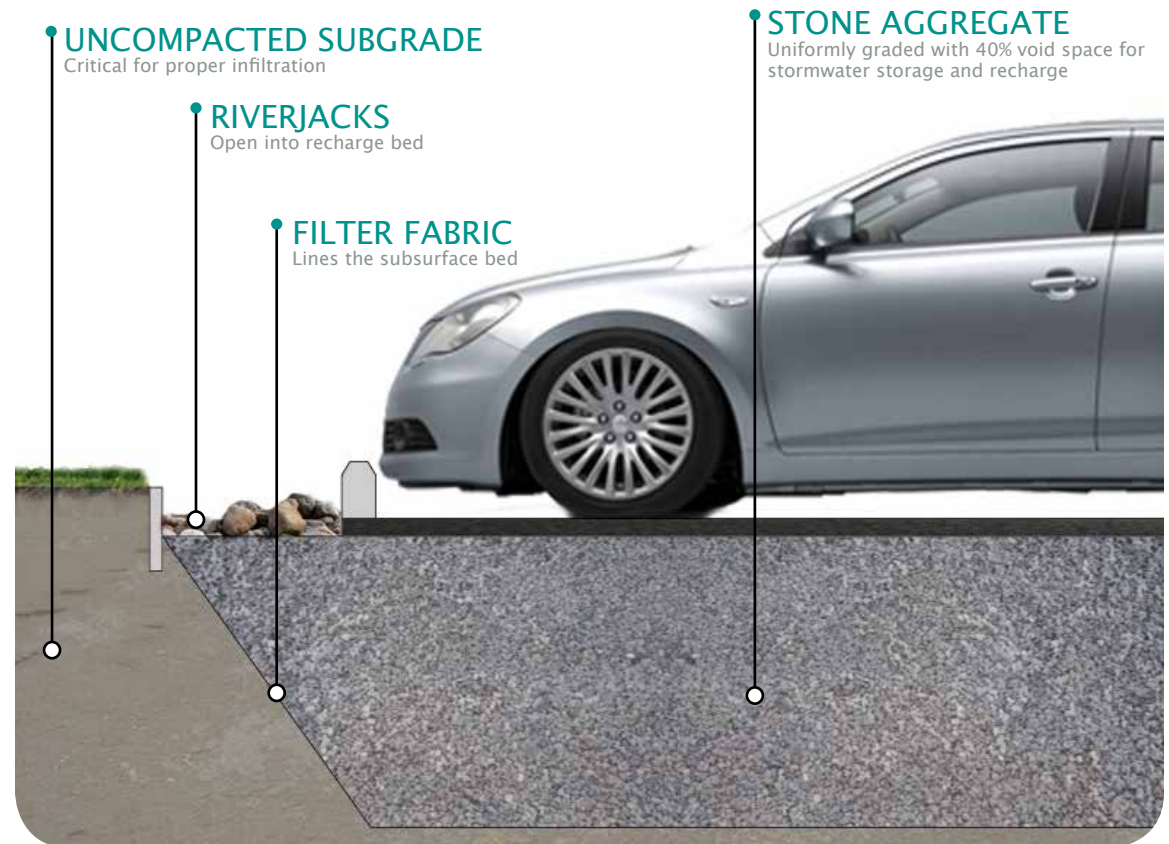 UNCOMPACTED SUBGRADE
Critical for proper infiltration
RIVERJACKS
Open into recharge bed
FILTER FABRIC
Lines the subsurface bed
STONE AGGREGATE
Uniformly graded with 40% void space for
stormwater storage and recharge